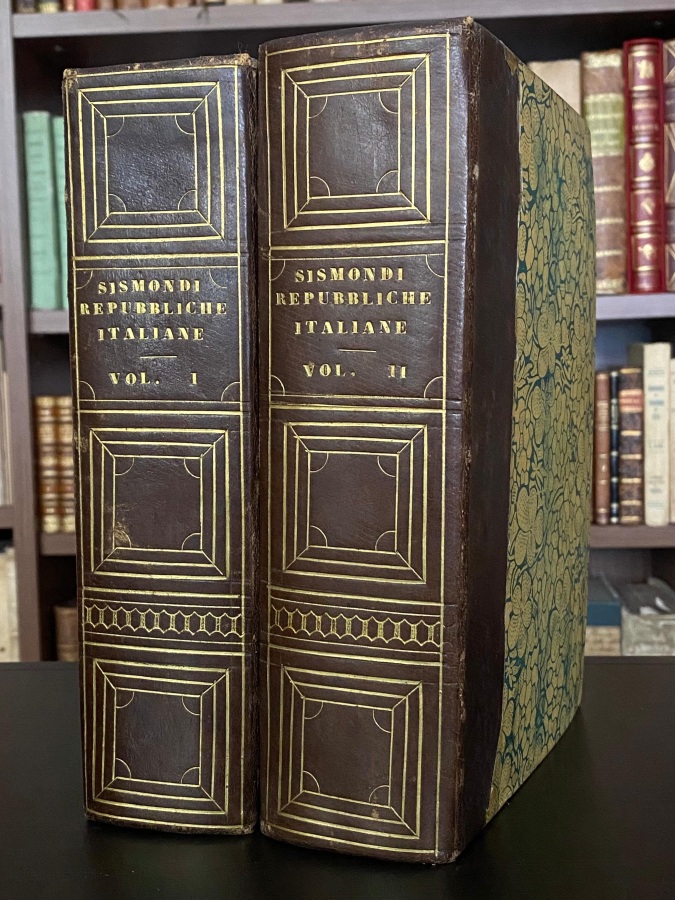 SISMONDI
REPUBBLICHE
ITALIANE
VOL. I
SISMONDI
REPUBBLICHE
ITALIANE
VOL. II